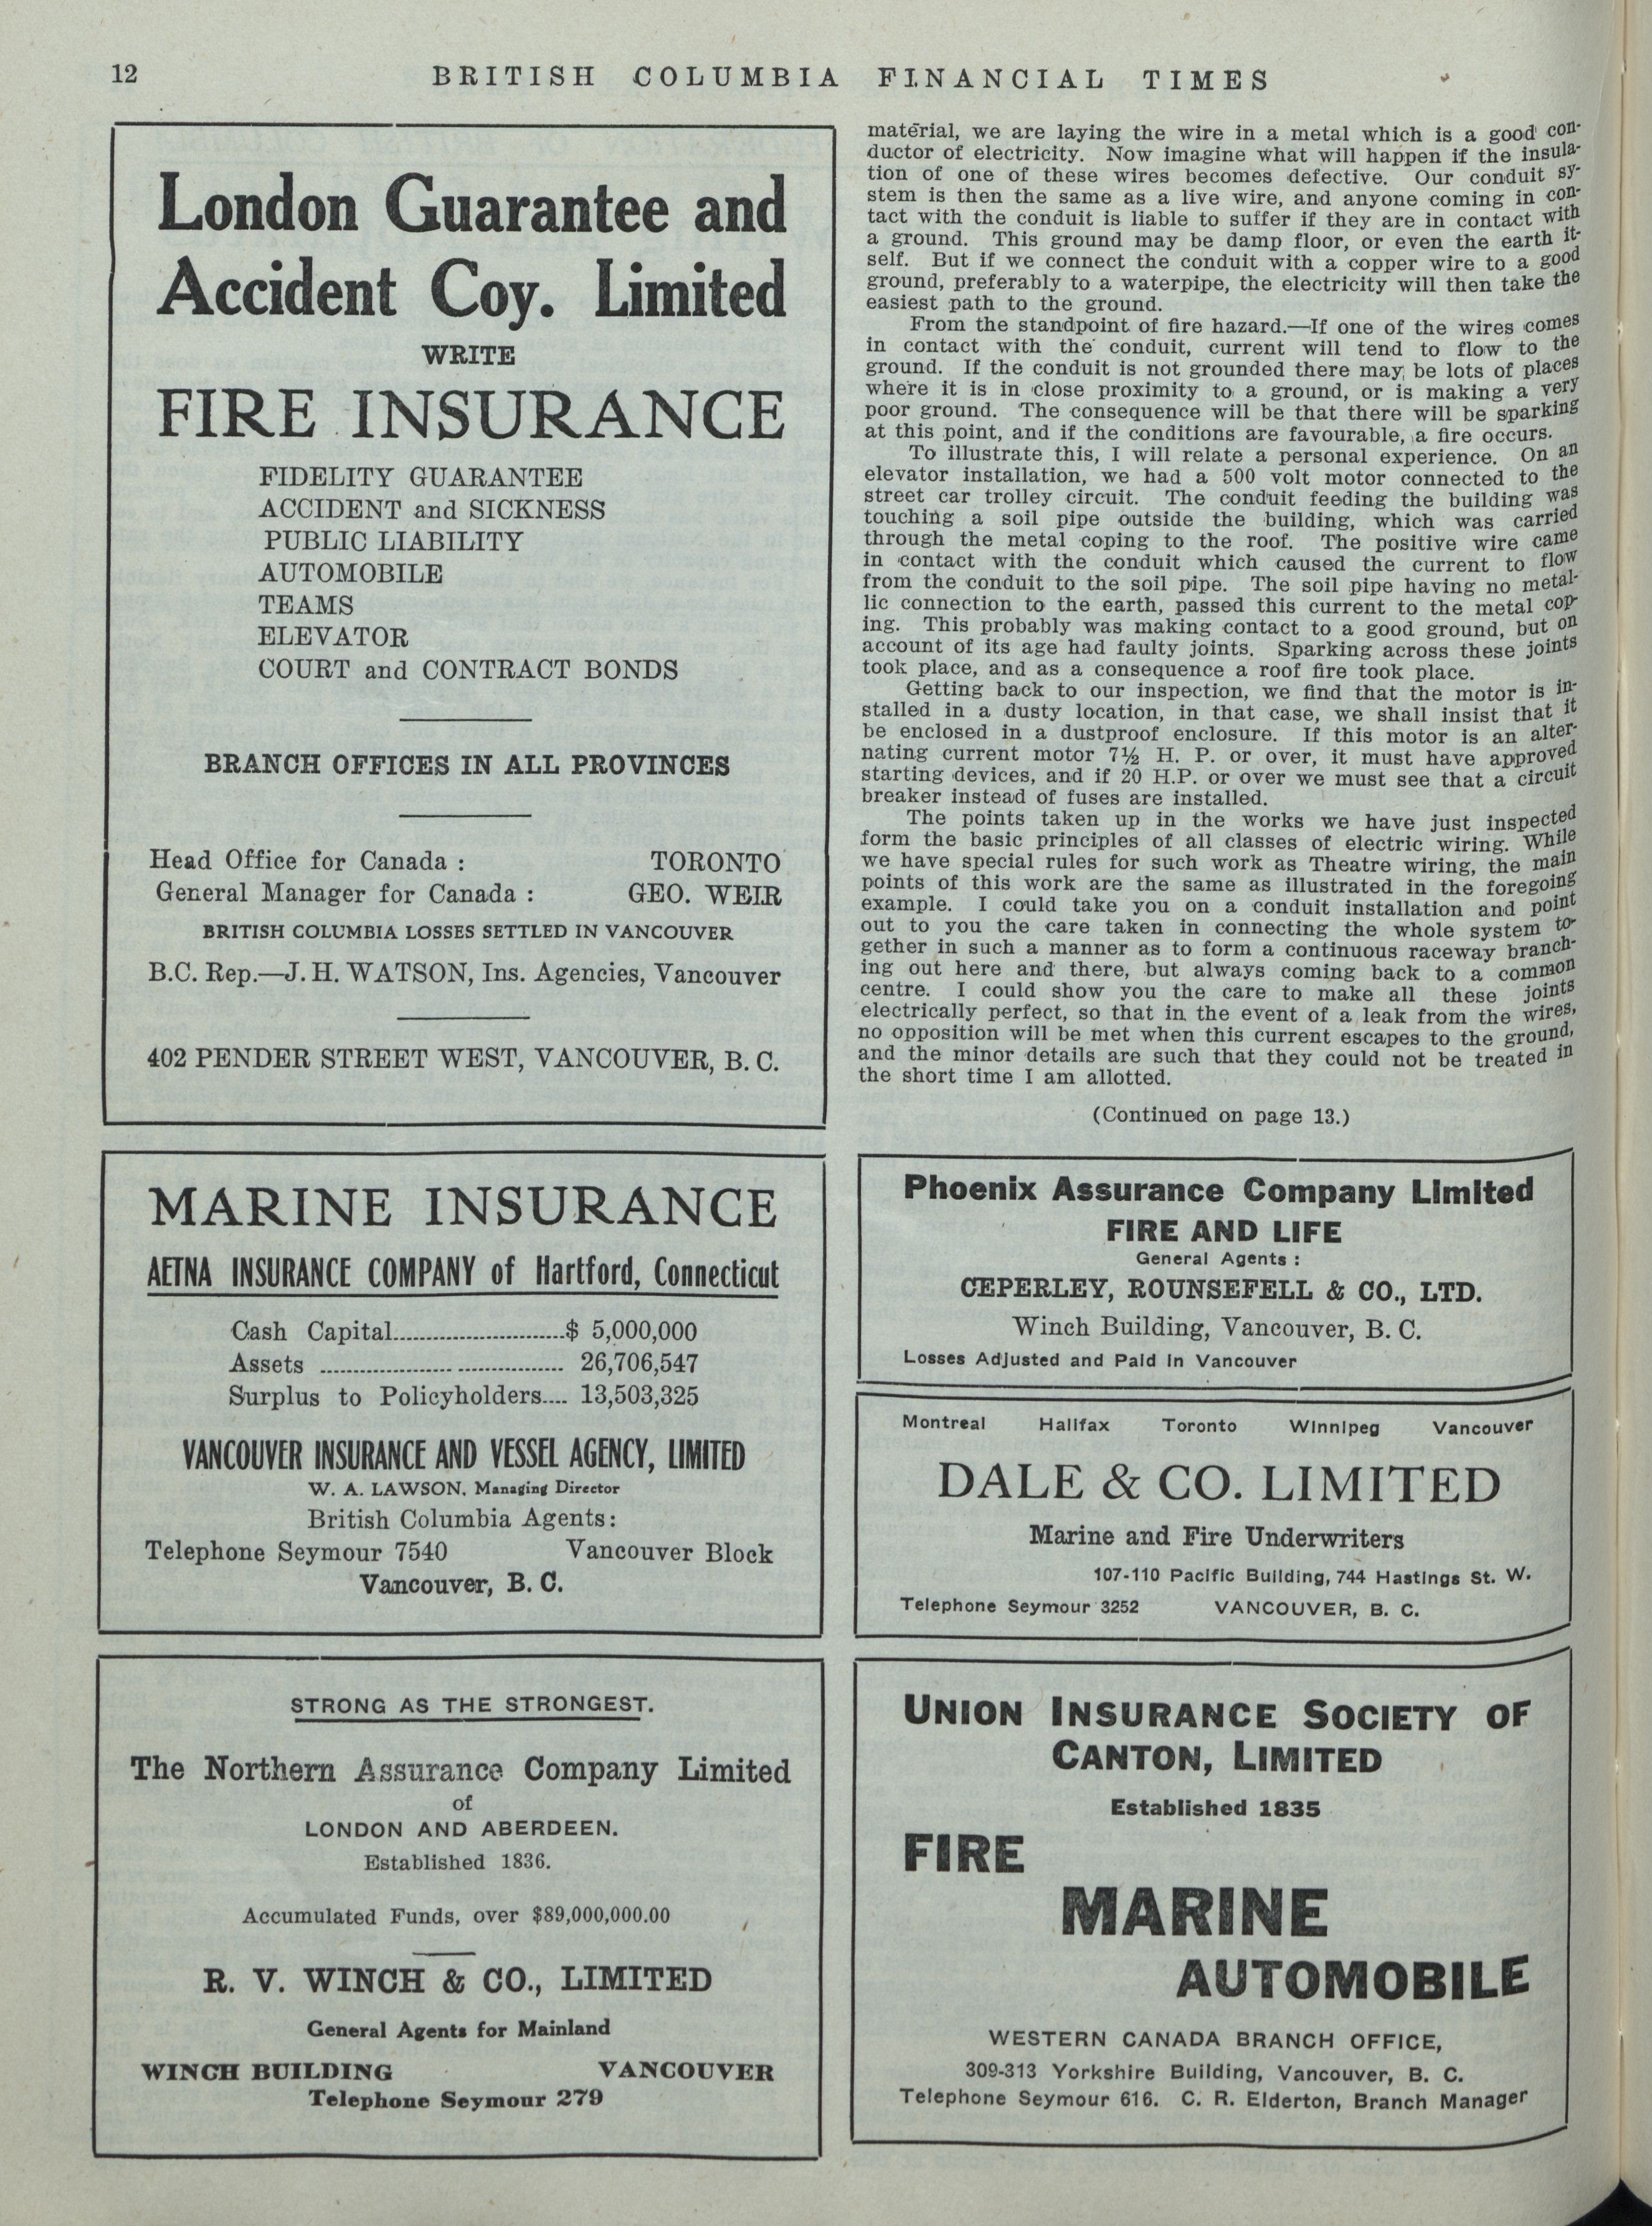 12
BRITISH COLUMBIA FINANCIAL TIMES
London Guarantee and
Accident Coy. Limited
WRITE
FIRE INSURANCE
FIDELITY GUARANTEE
ACCIDENT and SICKNESS
PUBLIC LIABILITY
AUTOMOBILE
TEAMS
ELEVATOR
COURT and CONTRACT BONDS
BRANCH OFFICES IN ALL PROVINCES
Head Office for Canada : TORONTO
General Manager for Canada : GEO. WEIR
BRITISH COLUMBIA LOSSES SETTLED IN VANCOUVER
B.C. Rep.—J. H. WATSON, Ins. Agencies, Vancouver
402 PENDER STREET WEST, VANCOUVER, B. C.
MARINE INSURANCE
AETNA INSURANCE COMPANY of Hartford, Connecticut
Cash Capital..............................$ 5,000,000
Assets .......................................... 26,706,547
Surplus to Policyholders.... 13,503,325
VANCOUVER INSURANCE AND VESSEL AGENCY, LIMITED
W. A. LAWSON, Managing Director
British Columbia Agents:
Telephone Seymour 7540 Vancouver Block
Vancouver, B. C.
STRONG AS THE STRONGEST.
The Northern Assurance Company Limited
of
LONDON AND ABERDEEN.
Established 1836.
Accumulated Funds, over $89,000,000.00
R. V. WINCH & CO., LIMITED
General Agents for Mainland
WINCH BUILDING VANCOUVER
Telephone Seymour 279
material, we are laying the wire in a metal which is a good con-
ductor of electricity. Now imagine what will happen if the insula-
tion of one of these wires becomes defective. Our conduit sy-
stem is then the same as a live wire, and anyone coming in con-
tact with the conduit is liable to suffer if they are in contact with
a ground. This ground may be damp floor, or even the earth it-
self. But if we connect the conduit with a copper wire to a good
ground, preferably to a waterpipe, the electricity will then take the
easiest path to the ground.
From the standpoint of fire hazard.—If one of the wires comes
in contact with the conduit, current will tend to flow to the
ground. If the conduit is not grounded there may be lots of places
where it is in close proximity to a ground, or is making a very
poor ground. The consequence will be that there will be sparking
at this point, and if the conditions are favourable, a fire occurs.
To illustrate this, I will relate a personal experience. On an
elevator installation, we had a 500 volt motor connected to the
street car trolley circuit. The conduit feeding the building was
touching a soil pipe outside the building, which was carried
through the metal coping to the roof. The positive wire came
in contact with the conduit which caused the current to flow
from the conduit to the soil pipe. The soil pipe having no metal-
lic connection to the earth, passed this current to the metal cop-
ing. This probably was making contact to a good ground, but on
account of its age had faulty joints. Sparking across these joints
took place, and as a consequence a roof fire took place.
Getting back to our inspection, we find that the motor is in-
stalled in a dusty location, in that case, we shall insist that it
be enclosed in a dustproof enclosure. If this motor is an alter-
nating current motor 7½ H. P. or over, it must have approved
starting devices, and if 20 H.P. or over we must see that a circuit
breaker instead of fuses are installed.
The points taken up in the works we have just inspected
form the basic principles of all classes of electric wiring. While
we have special rules for such work as Theatre wiring, the main
points of this work are the same as illustrated in the foregoing
example. I could take you on a conduit installation and point
out to you the care taken in connecting the whole system to-
gether in such a manner as to form a continuous raceway branch-
ing out here and there, but always coming back to a common
centre. I could show you the care to make all these joints
electrically perfect, so that in the event of a leak from the wires,
no opposition will be met when this current escapes to the ground,
and the minor details are such that they could not be treated in
the short time I am allotted.
(Continued on page 13.)
Phoenix Assurance Company Limited
FIRE AND LIFE
General Agents :
CEPERLEY, ROUNSEFELL & CO., LTD.
Winch Building, Vancouver, B. C.
Losses Adjusted and Paid in Vancouver
Montreal Halifax Toronto Winnipeg Vancouver
DALE & CO. LIMITED
Marine and Fire Underwriters
107-110 Pacific Building, 744 Hastings St. W.
Telephone Seymour 3252 VANCOUVER, B. C.
UNION INSURANCE SOCIETY OF
CANTON, LIMITED
Established 1835
FIRE
MARINE
AUTOMOBILE
WESTERN CANADA BRANCH OFFICE,
309-313 Yorkshire Building, Vancouver, B. C.
Telephone Seymour 616. C. R. Elderton, Branch Manager